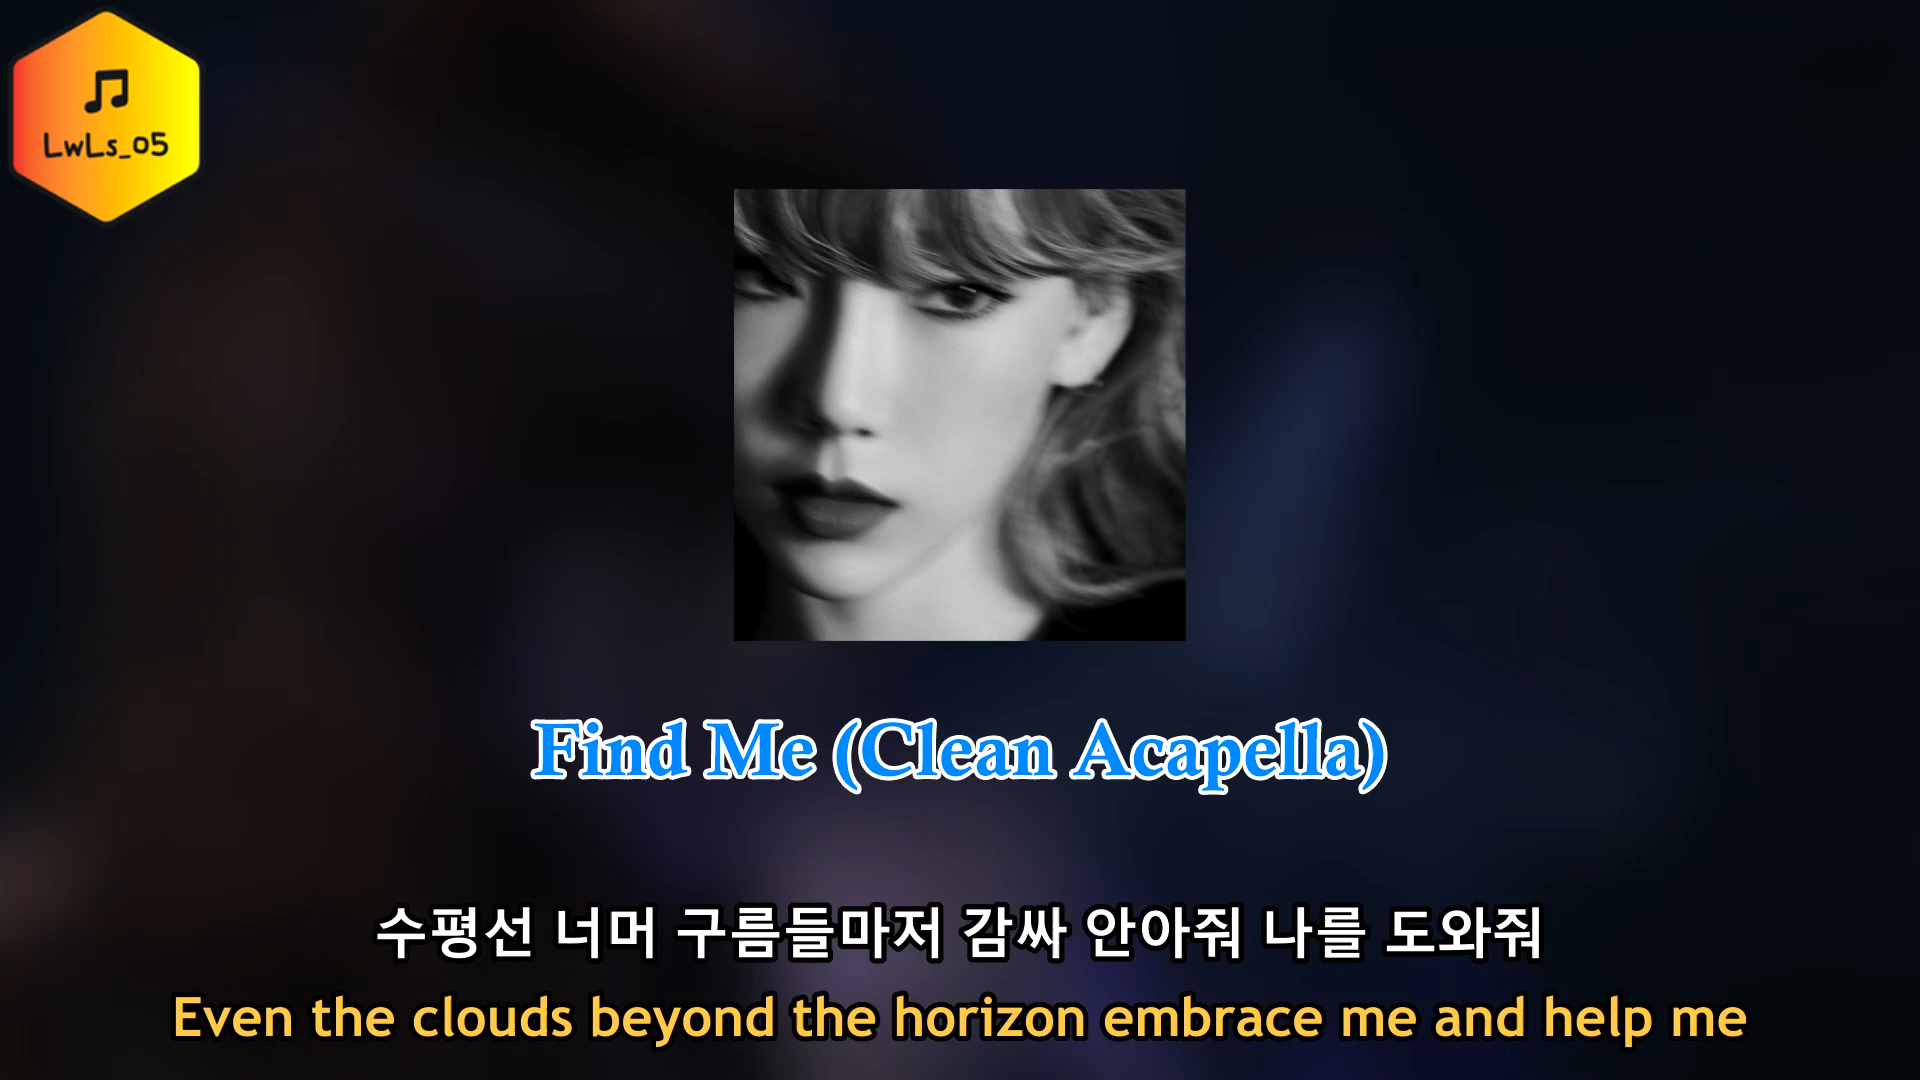 LwLs_05
Find Me (Clean Acapella)
수평선 너머 구름들마저 감싸 안아줘 나를 도와줘
Even the clouds beyond the horizon embrace me and help me